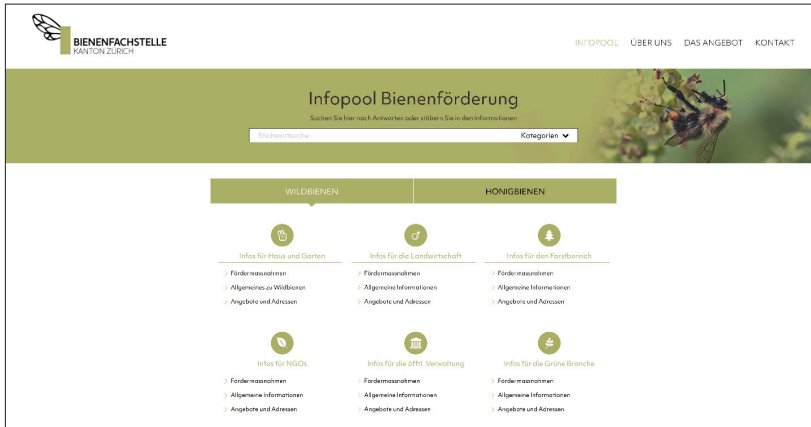 BIENENFACHSTELLE
KANTON ZÜRICH
INFOPOOL ÜBER UNS DAS ANGEBOT KONTAKT
Infopool Bienenförderung
Suchen Sie hier nach Antworten oder stöbern Sie in den Informationen
Stichwortsuche Kategorien
WILDBIENEN HONIGBIENEN
Infos für Haus und Garten Infos für die Landwirtschaft Infos für den Forstbereich
Fördermassnahmen Fördermassnahmen Fördermassnahmen
Allgemeines zu Wildbienen Allgemeine Informationen Allgemeine Informationen
Angebote und Adressen Angebote und Adressen Angebote und Adressen
Infos für NGOs Infos für die öfftl. Verwaltung Infos für die Grüne Branche
Fördermassnahmen Fördermassnahmen Fördermassnahmen
Allgemeine Informationen Allgemeine Informationen Allgemeine Informationen
Angebote und Adressen Angebote und Adressen Angebote und Adressen